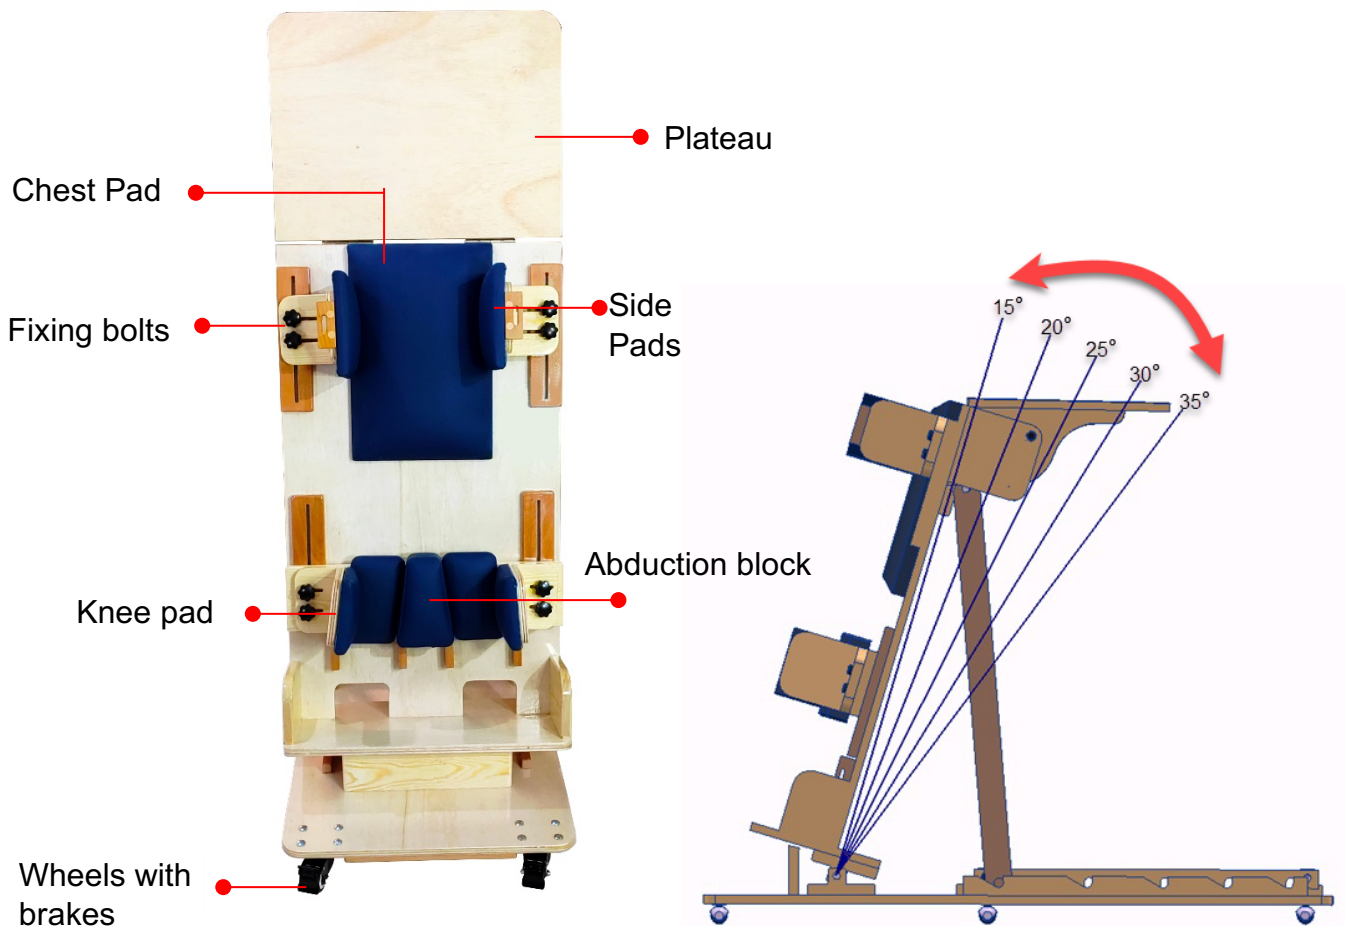 Plateau
Chest Pad
Side
Pads
Fixing bolts
15°
20°
25°
30°
35°
Abduction block
Knee pad
Wheels with
brakes